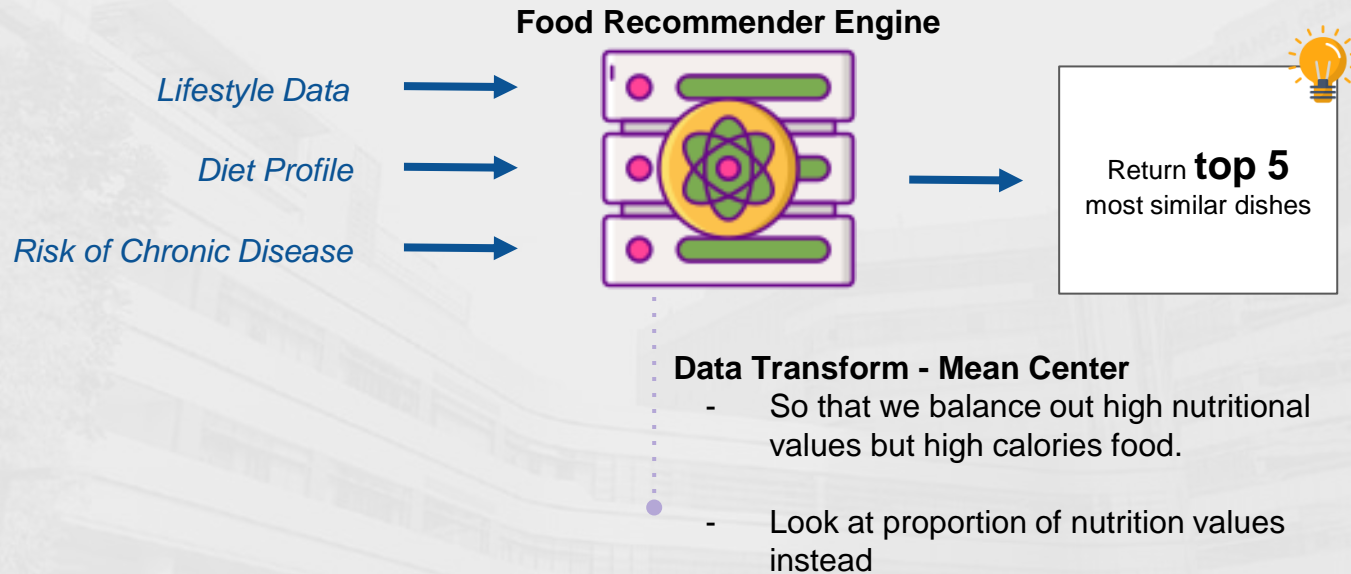 Food Recommender Engine
Lifestyle Data
Diet Profile
Risk of Chronic Disease
Return top 5
most similar dishes
Data Transform - Mean Center
- So that we balance out high nutritional
values but high calories food.
- Look at proportion of nutrition values
instead